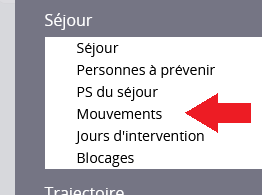 Séjour
Séjour
Personnes à prévenir
PS du séjour
Mouvements
Jours d'intervention
Blocages
Trajectoire